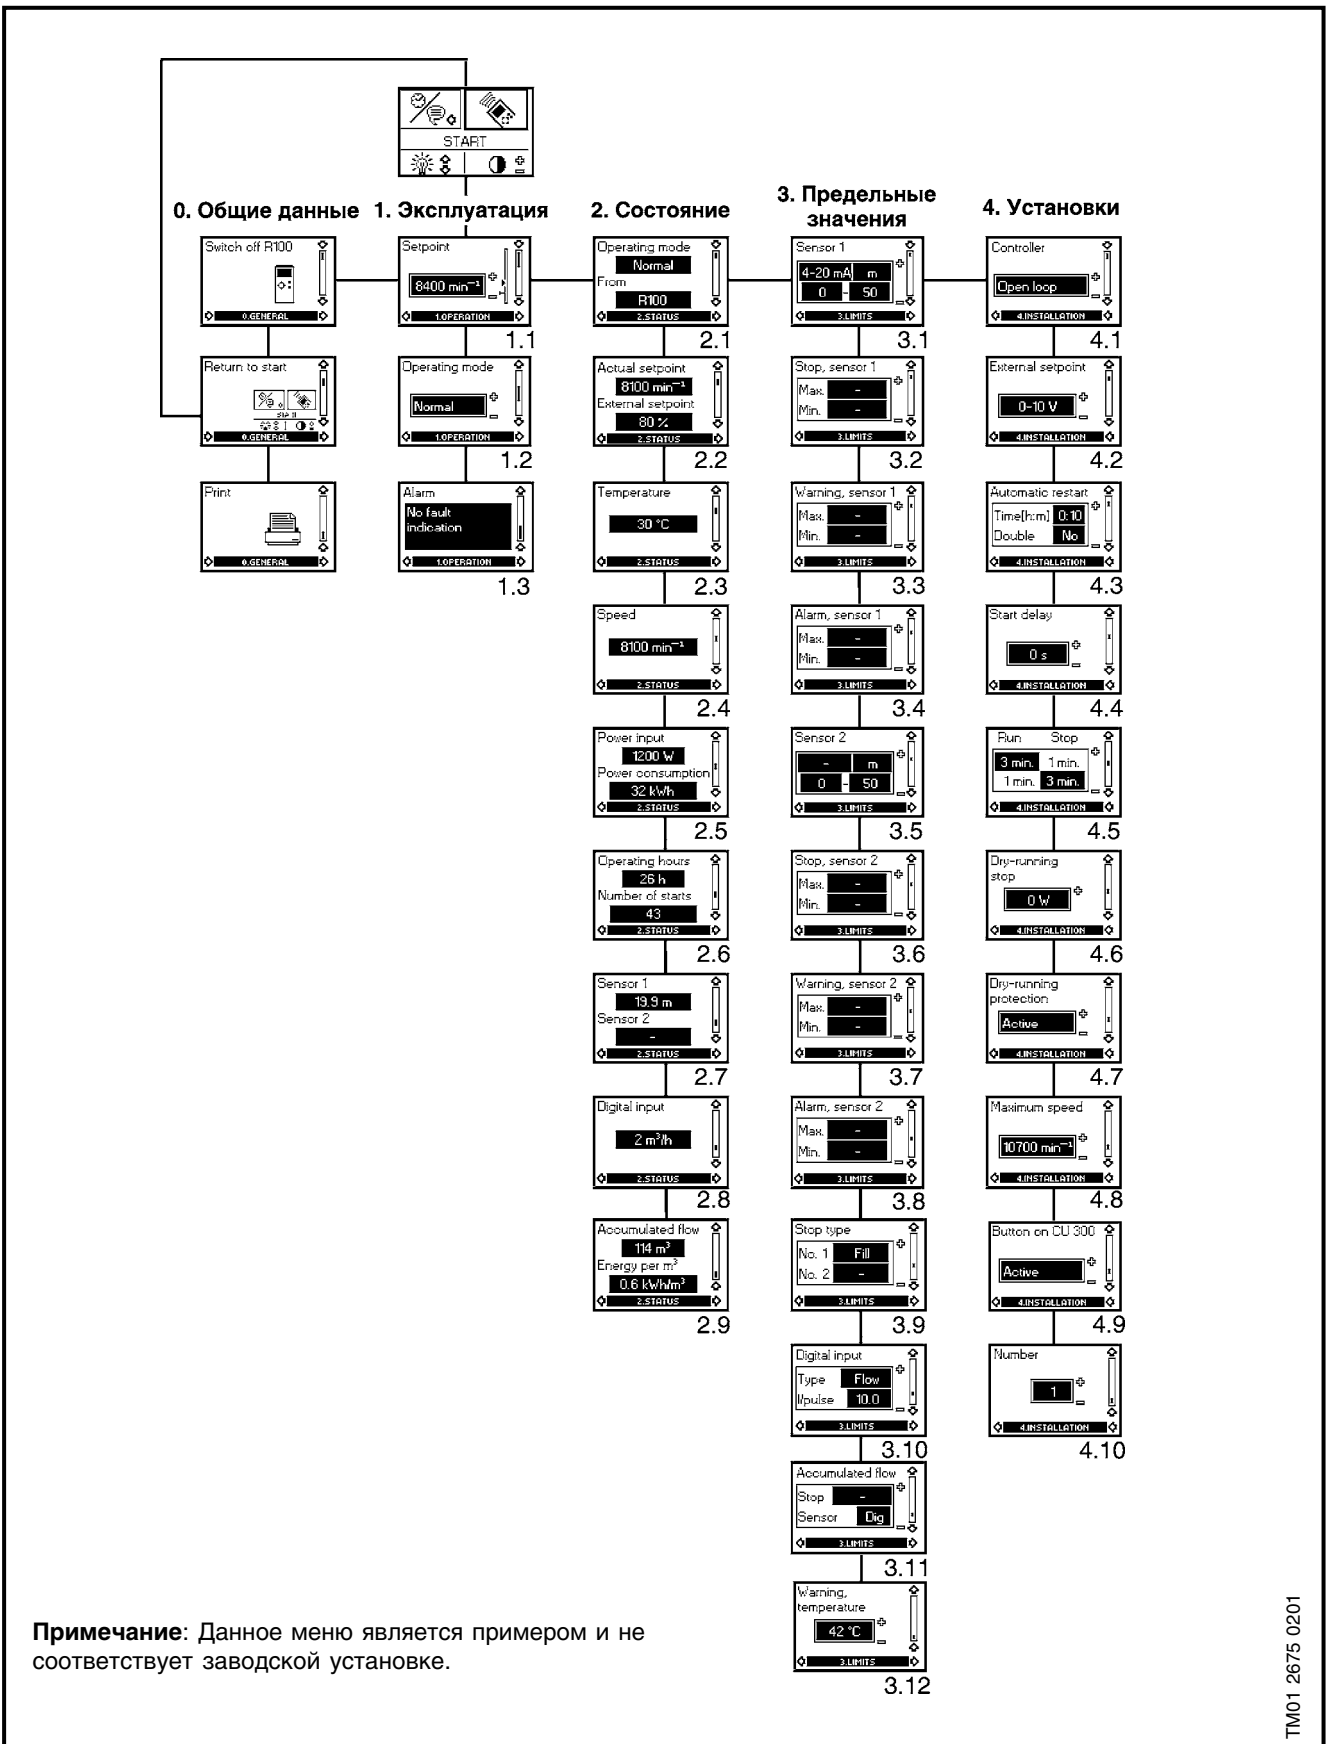 START
0. Общие данные
Switch off R100
0.GENERAL
Return to start
START
0.GENERAL
Print
0.GENERAL
1. Эксплуатация
Setpoint
8400 min⁻¹
1.OPERATION
1.1
Operating mode
Normal
1.OPERATION
1.2
Alarm
No fault
indication
1.OPERATION
1.3
2. Состояние
Operating mode
Normal
From
R100
2.STATUS
2.1
Actual setpoint
8100 min⁻¹
External setpoint
80 %
2.STATUS
2.2
Temperature
30 °C
2.STATUS
2.3
Speed
8100 min⁻¹
2.STATUS
2.4
Power input
1200 W
Power consumption
32 kWh
2.STATUS
2.5
Operating hours
26 h
Number of starts
43
2.STATUS
2.6
Sensor 1
19.9 m
Sensor 2
-
2.STATUS
2.7
Digital input
2 m³/h
2.STATUS
2.8
Accumulated flow
114 m³
Energy per m³
0.6 kWh/m³
2.STATUS
2.9
3. Предельные
значения
Sensor 1
4-20 mA m
0 - 50
3.LIMITS
3.1
Stop, sensor 1
Max. -
Min. -
3.LIMITS
3.2
Warning, sensor 1
Max. -
Min. -
3.LIMITS
3.3
Alarm, sensor 1
Max. -
Min. -
3.LIMITS
3.4
Sensor 2
- m
0 - 50
3.LIMITS
3.5
Stop, sensor 2
Max. -
Min. -
3.LIMITS
3.6
Warning, sensor 2
Max. -
Min. -
3.LIMITS
3.7
Alarm, sensor 2
Max. -
Min. -
3.LIMITS
3.8
Stop type
No. 1 Fill
No. 2 -
3.LIMITS
3.9
Digital input
Type Flow
l/pulse 10.0
3.LIMITS
3.10
Accumulated flow
Stop -
Sensor Dig
3.LIMITS
3.11
Warning,
temperature
42 °C
3.LIMITS
3.12
4. Установки
Controller
Open loop
4.INSTALLATION
4.1
External setpoint
0-10 V
4.INSTALLATION
4.2
Automatic restart
Time[h:m] 0:10
Double No
4.INSTALLATION
4.3
Start delay
0 s
4.INSTALLATION
4.4
Run Stop
3 min. 1 min.
1 min. 3 min.
4.INSTALLATION
4.5
Dry-running
stop
0 W
4.INSTALLATION
4.6
Dry-running
protection
Active
4.INSTALLATION
4.7
Maximum speed
10700 min⁻¹
4.INSTALLATION
4.8
Button on CU 300
Active
4.INSTALLATION
4.9
Number
1
4.INSTALLATION
4.10
Примечание: Данное меню является примером и не
соответствует заводской установке.
TM01 2675 0201